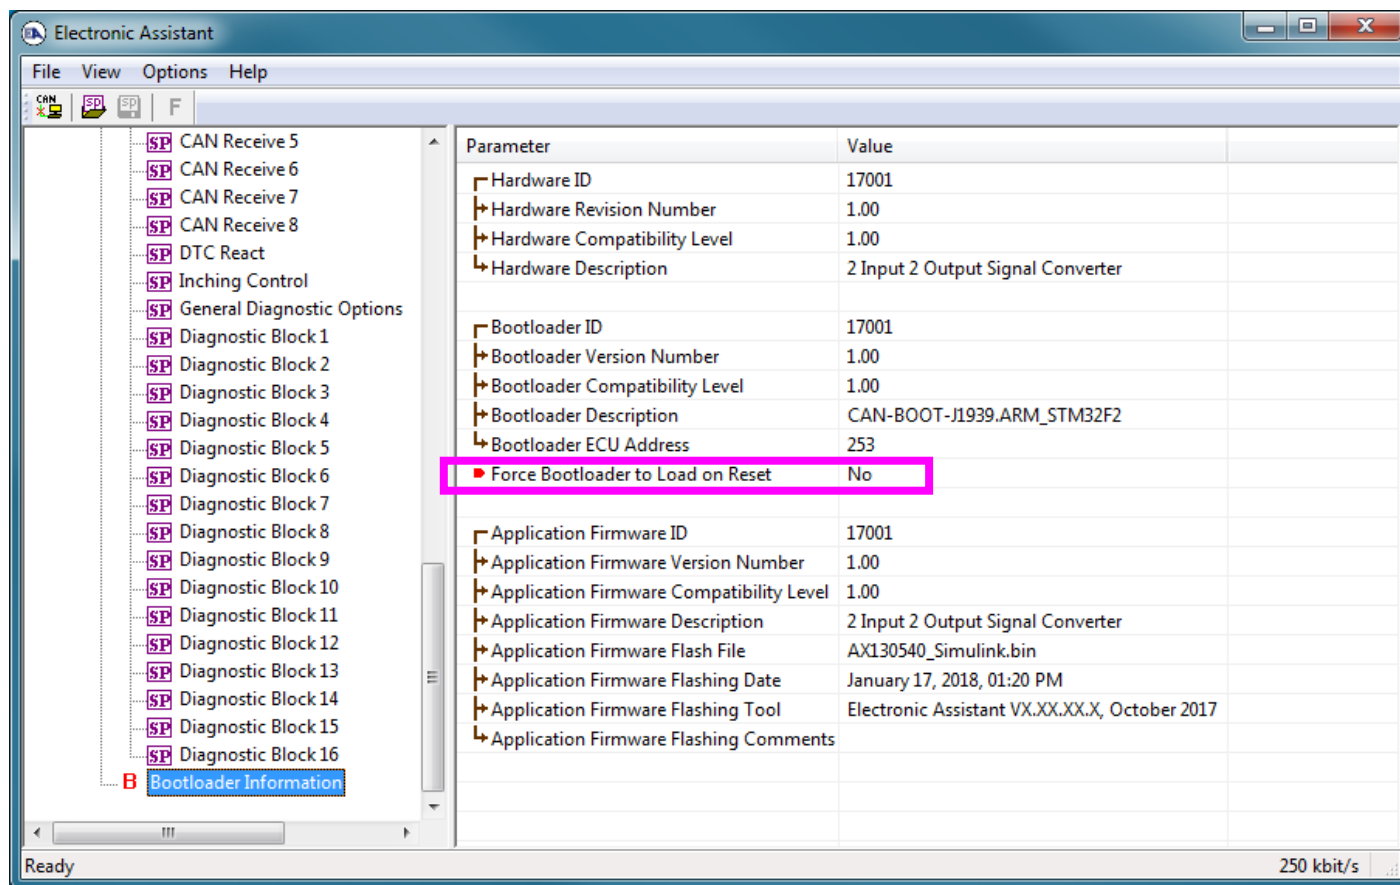 Electronic Assistant
File View Options Help
CAN SP SP F
SP CAN Receive 5
SP CAN Receive 6
SP CAN Receive 7
SP CAN Receive 8
SP DTC React
SP Inching Control
SP General Diagnostic Options
SP Diagnostic Block 1
SP Diagnostic Block 2
SP Diagnostic Block 3
SP Diagnostic Block 4
SP Diagnostic Block 5
SP Diagnostic Block 6
SP Diagnostic Block 7
SP Diagnostic Block 8
SP Diagnostic Block 9
SP Diagnostic Block 10
SP Diagnostic Block 11
SP Diagnostic Block 12
SP Diagnostic Block 13
SP Diagnostic Block 14
SP Diagnostic Block 15
SP Diagnostic Block 16
B Bootloader Information
Parameter Value
Hardware ID 17001
Hardware Revision Number 1.00
Hardware Compatibility Level 1.00
Hardware Description 2 Input 2 Output Signal Converter
Bootloader ID 17001
Bootloader Version Number 1.00
Bootloader Compatibility Level 1.00
Bootloader Description CAN-BOOT-J1939.ARM_STM32F2
Bootloader ECU Address 253
Force Bootloader to Load on Reset No
Application Firmware ID 17001
Application Firmware Version Number 1.00
Application Firmware Compatibility Level 1.00
Application Firmware Description 2 Input 2 Output Signal Converter
Application Firmware Flash File AX130540_Simulink.bin
Application Firmware Flashing Date January 17, 2018, 01:20 PM
Application Firmware Flashing Tool Electronic Assistant VX.XX.XX.X, October 2017
Application Firmware Flashing Comments
Ready 250 kbit/s